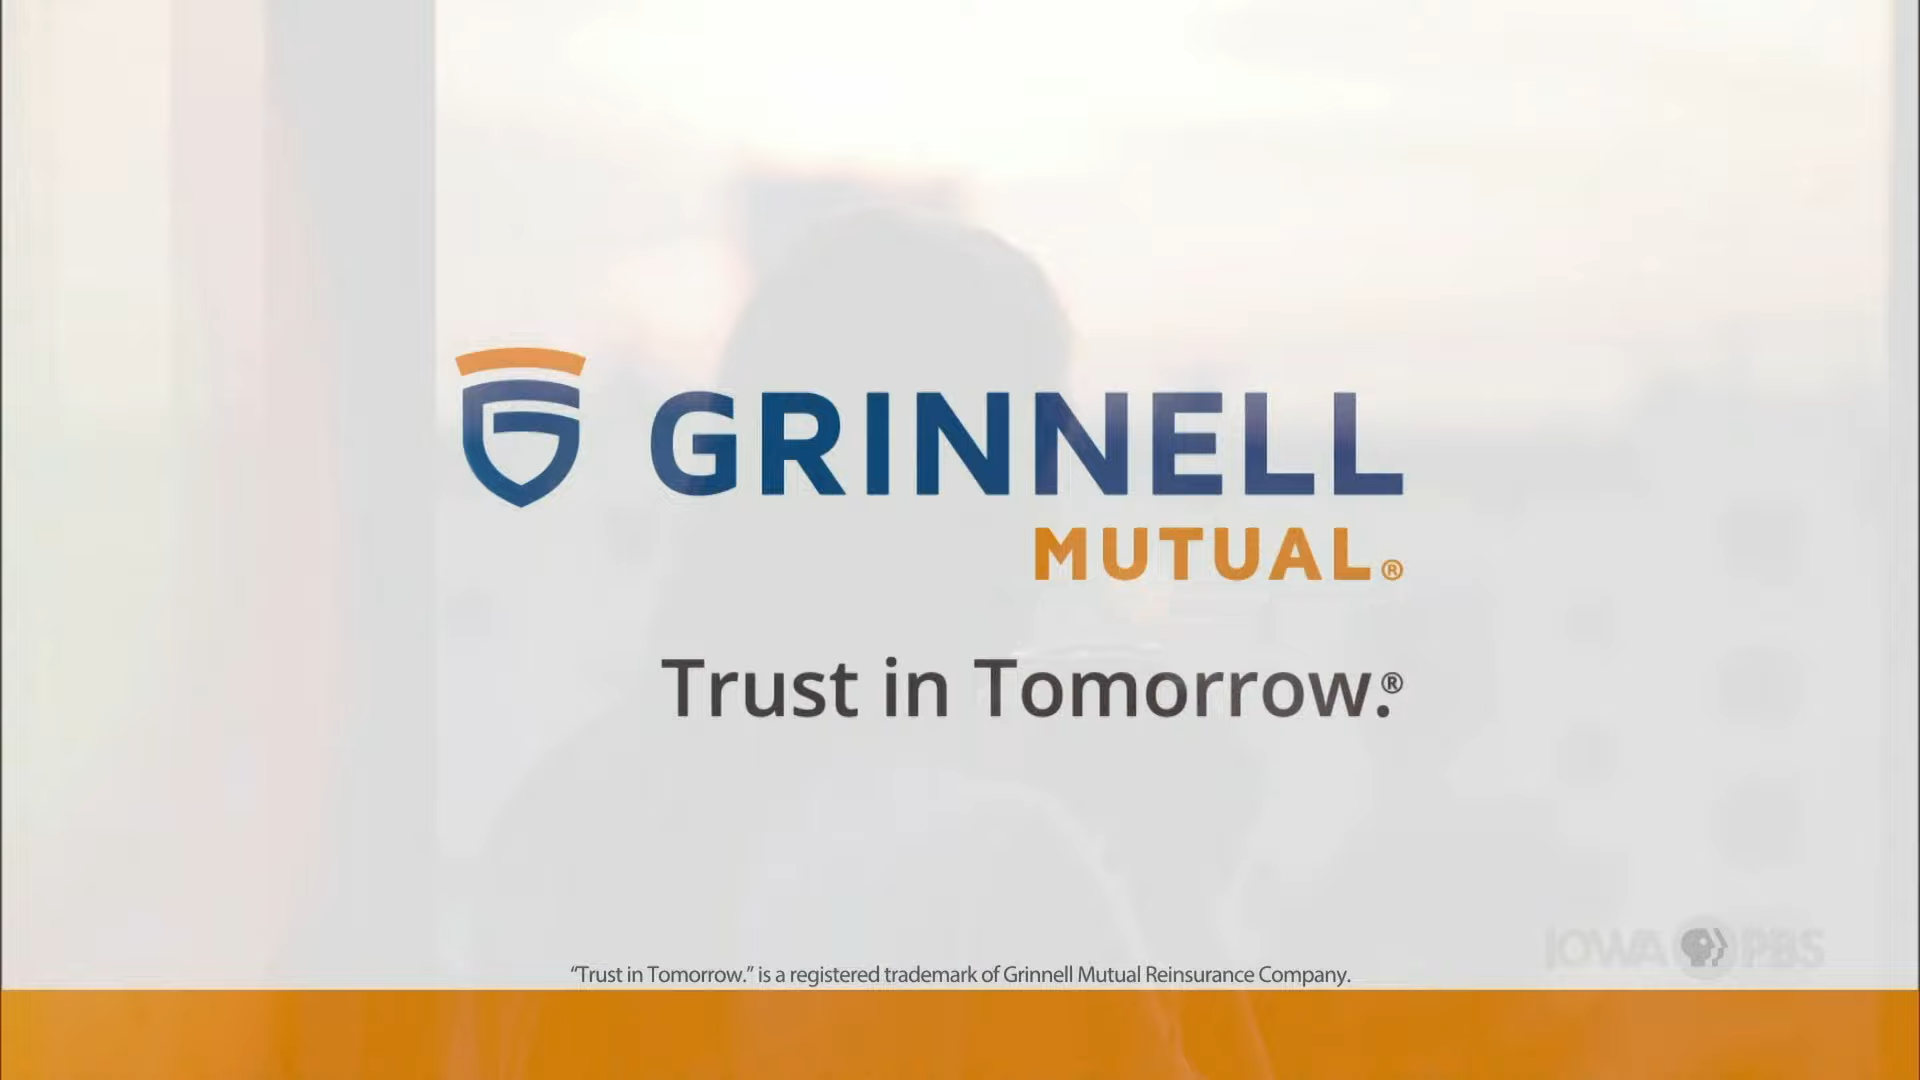 GRINNELL
MUTUAL®
Trust in Tomorrow.®
“Trust in Tomorrow.” is a registered trademark of Grinnell Mutual Reinsurance Company.
IOWA PBS